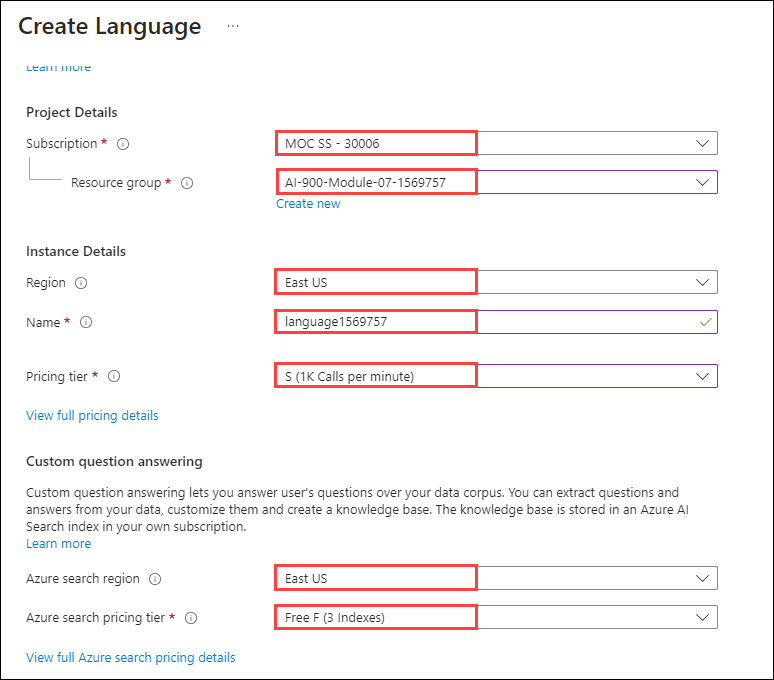 Create Language ...
Learn more
Project Details
Subscription * MOC SS - 30006
Resource group * AI-900-Module-07-1569757
Create new
Instance Details
Region East US
Name * language1569757
Pricing tier * S (1K Calls per minute)
View full pricing details
Custom question answering
Custom question answering lets you answer user's questions over your data corpus. You can extract questions and
answers from your data, customize them and create a knowledge base. The knowledge base is stored in an Azure AI
Search index in your own subscription.
Learn more
Azure search region East US
Azure search pricing tier * Free F (3 Indexes)
View full Azure search pricing details